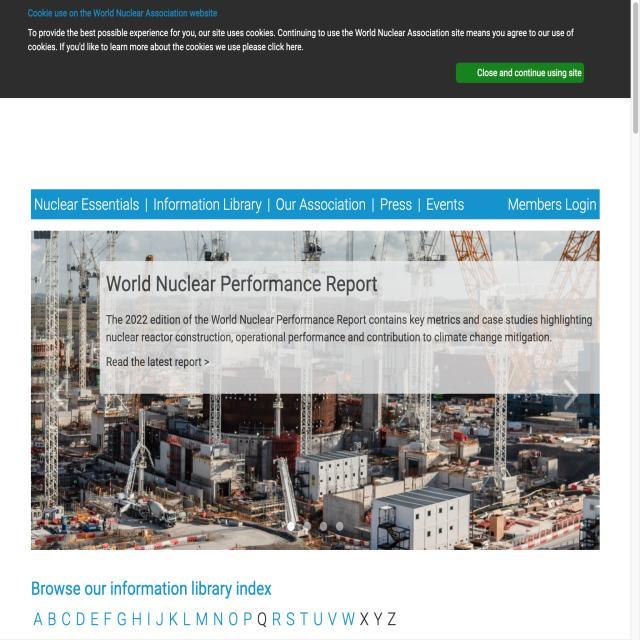 Cookie use on the World Nuclear Association website
To provide the best possible experience for you, our site uses cookies. Continuing to use the World Nuclear Association site means you agree to our use of
cookies. If you'd like to learn more about the cookies we use please click here.
Close and continue using site
Nuclear Essentials | Information Library | Our Association | Press | Events Members Login
World Nuclear Performance Report
The 2022 edition of the World Nuclear Performance Report contains key metrics and case studies highlighting
nuclear reactor construction, operational performance and contribution to climate change mitigation.
Read the latest report >
Browse our information library index
A B C D E F G H I J K L M N O P Q R S T U V W X Y Z